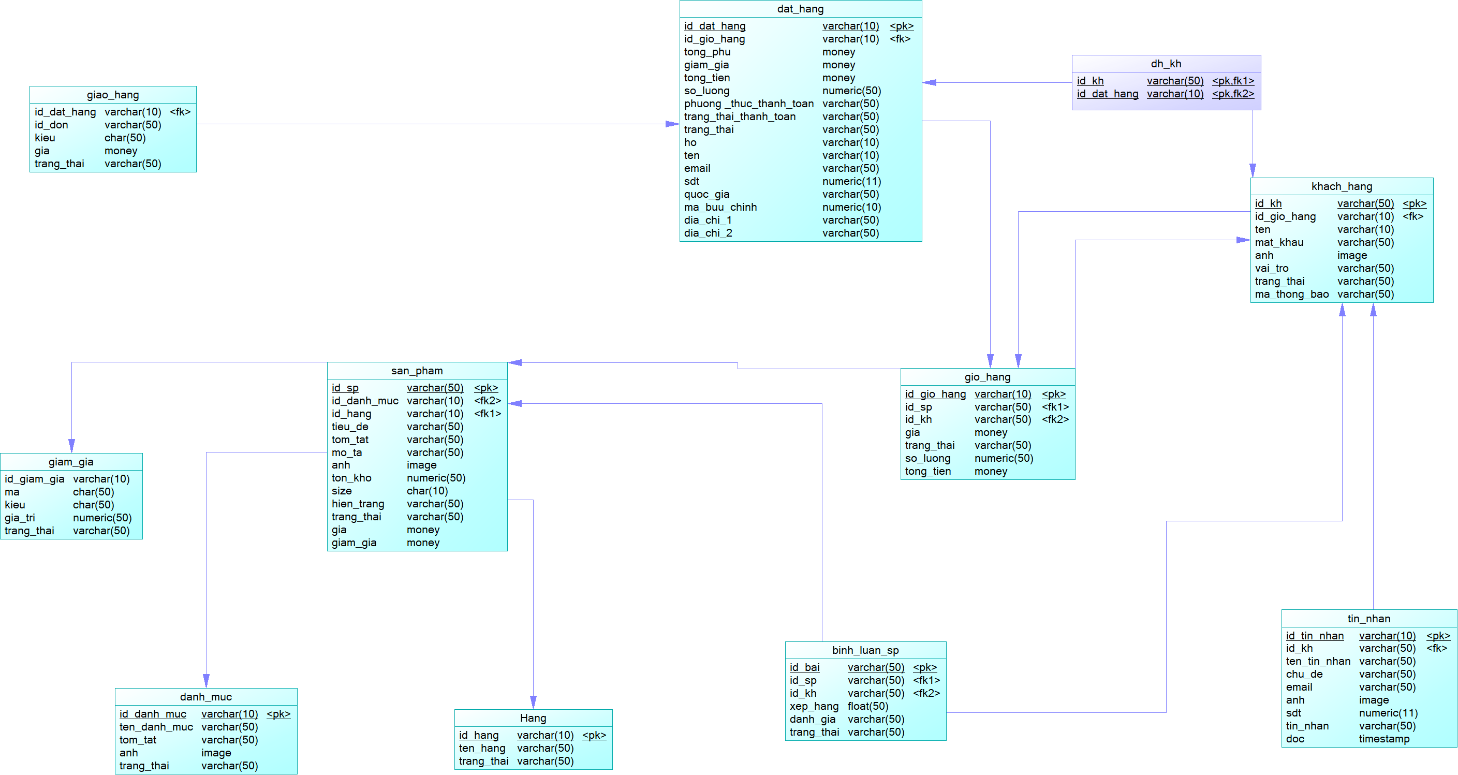 dat_hang
id_dat_hang varchar(10) <pk>
id_gio_hang varchar(10) <fk>
tong_phu money
giam_gia money
tong_tien money
so_luong numeric(50)
phuong _thuc_thanh_toan varchar(50)
trang_thai_thanh_toan varchar(50)
trang_thai varchar(50)
ho varchar(10)
ten varchar(10)
email varchar(50)
sdt numeric(11)
quoc_gia varchar(50)
ma_buu_chinh numeric(10)
dia_chi_1 varchar(50)
dia_chi_2 varchar(50)
dh_kh
id_kh varchar(50) <pk,fk1>
id_dat_hang varchar(10) <pk,fk2>
giao_hang
id_dat_hang varchar(10) <fk>
id_don varchar(50)
kieu char(50)
gia money
trang_thai varchar(50)
khach_hang
id_kh varchar(50) <pk>
id_gio_hang varchar(10) <fk>
ten varchar(10)
mat_khau varchar(50)
anh image
vai_tro varchar(50)
trang_thai varchar(50)
ma_thong_bao varchar(50)
san_pham
id_sp varchar(50) <pk>
id_danh_muc varchar(10) <fk2>
id_hang varchar(10) <fk1>
tieu_de varchar(50)
tom_tat varchar(50)
mo_ta varchar(50)
anh image
ton_kho numeric(50)
size char(10)
hien_trang varchar(50)
trang_thai varchar(50)
gia money
giam_gia money
gio_hang
id_gio_hang varchar(10) <pk>
id_sp varchar(50) <fk1>
id_kh varchar(50) <fk2>
gia money
trang_thai varchar(50)
so_luong numeric(50)
tong_tien money
giam_gia
id_giam_gia varchar(10)
ma char(50)
kieu char(50)
gia_tri numeric(50)
trang_thai varchar(50)
danh_muc
id_danh_muc varchar(10) <pk>
ten_danh_muc varchar(50)
tom_tat varchar(50)
anh image
trang_thai varchar(50)
Hang
id_hang varchar(10) <pk>
ten_hang varchar(50)
trang_thai varchar(50)
binh_luan_sp
id_bai varchar(50) <pk>
id_sp varchar(50) <fk1>
id_kh varchar(50) <fk2>
xep_hang float(50)
danh_gia varchar(50)
trang_thai varchar(50)
tin_nhan
id_tin_nhan varchar(10) <pk>
id_kh varchar(50) <fk>
ten_tin_nhan varchar(50)
chu_de varchar(50)
email varchar(50)
anh image
sdt numeric(11)
tin_nhan varchar(50)
doc timestamp